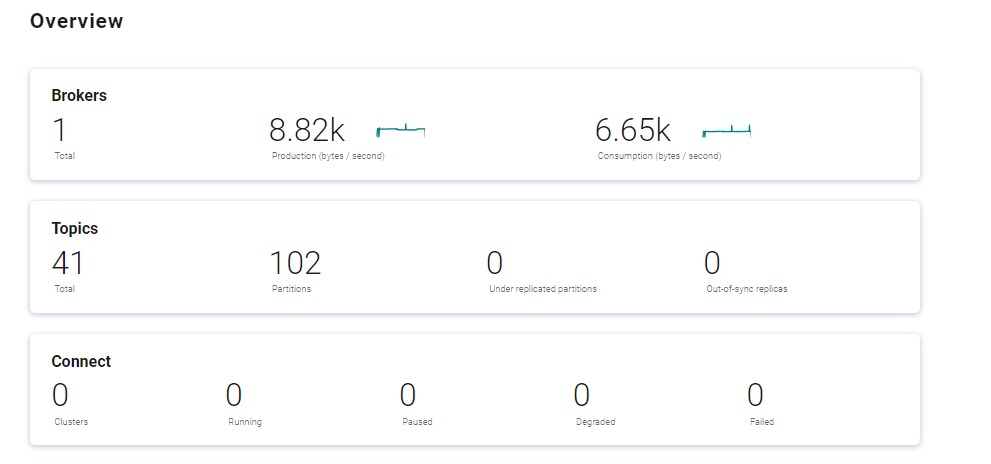 Overview
Brokers
1 8.82k 6.65k
Total Production (bytes / second) Consumption (bytes / second)
Topics
41 102 0 0
Total Partitions Under replicated partitions Out-of-sync replicas
Connect
0 0 0 0 0
Clusters Running Paused Degraded Failed